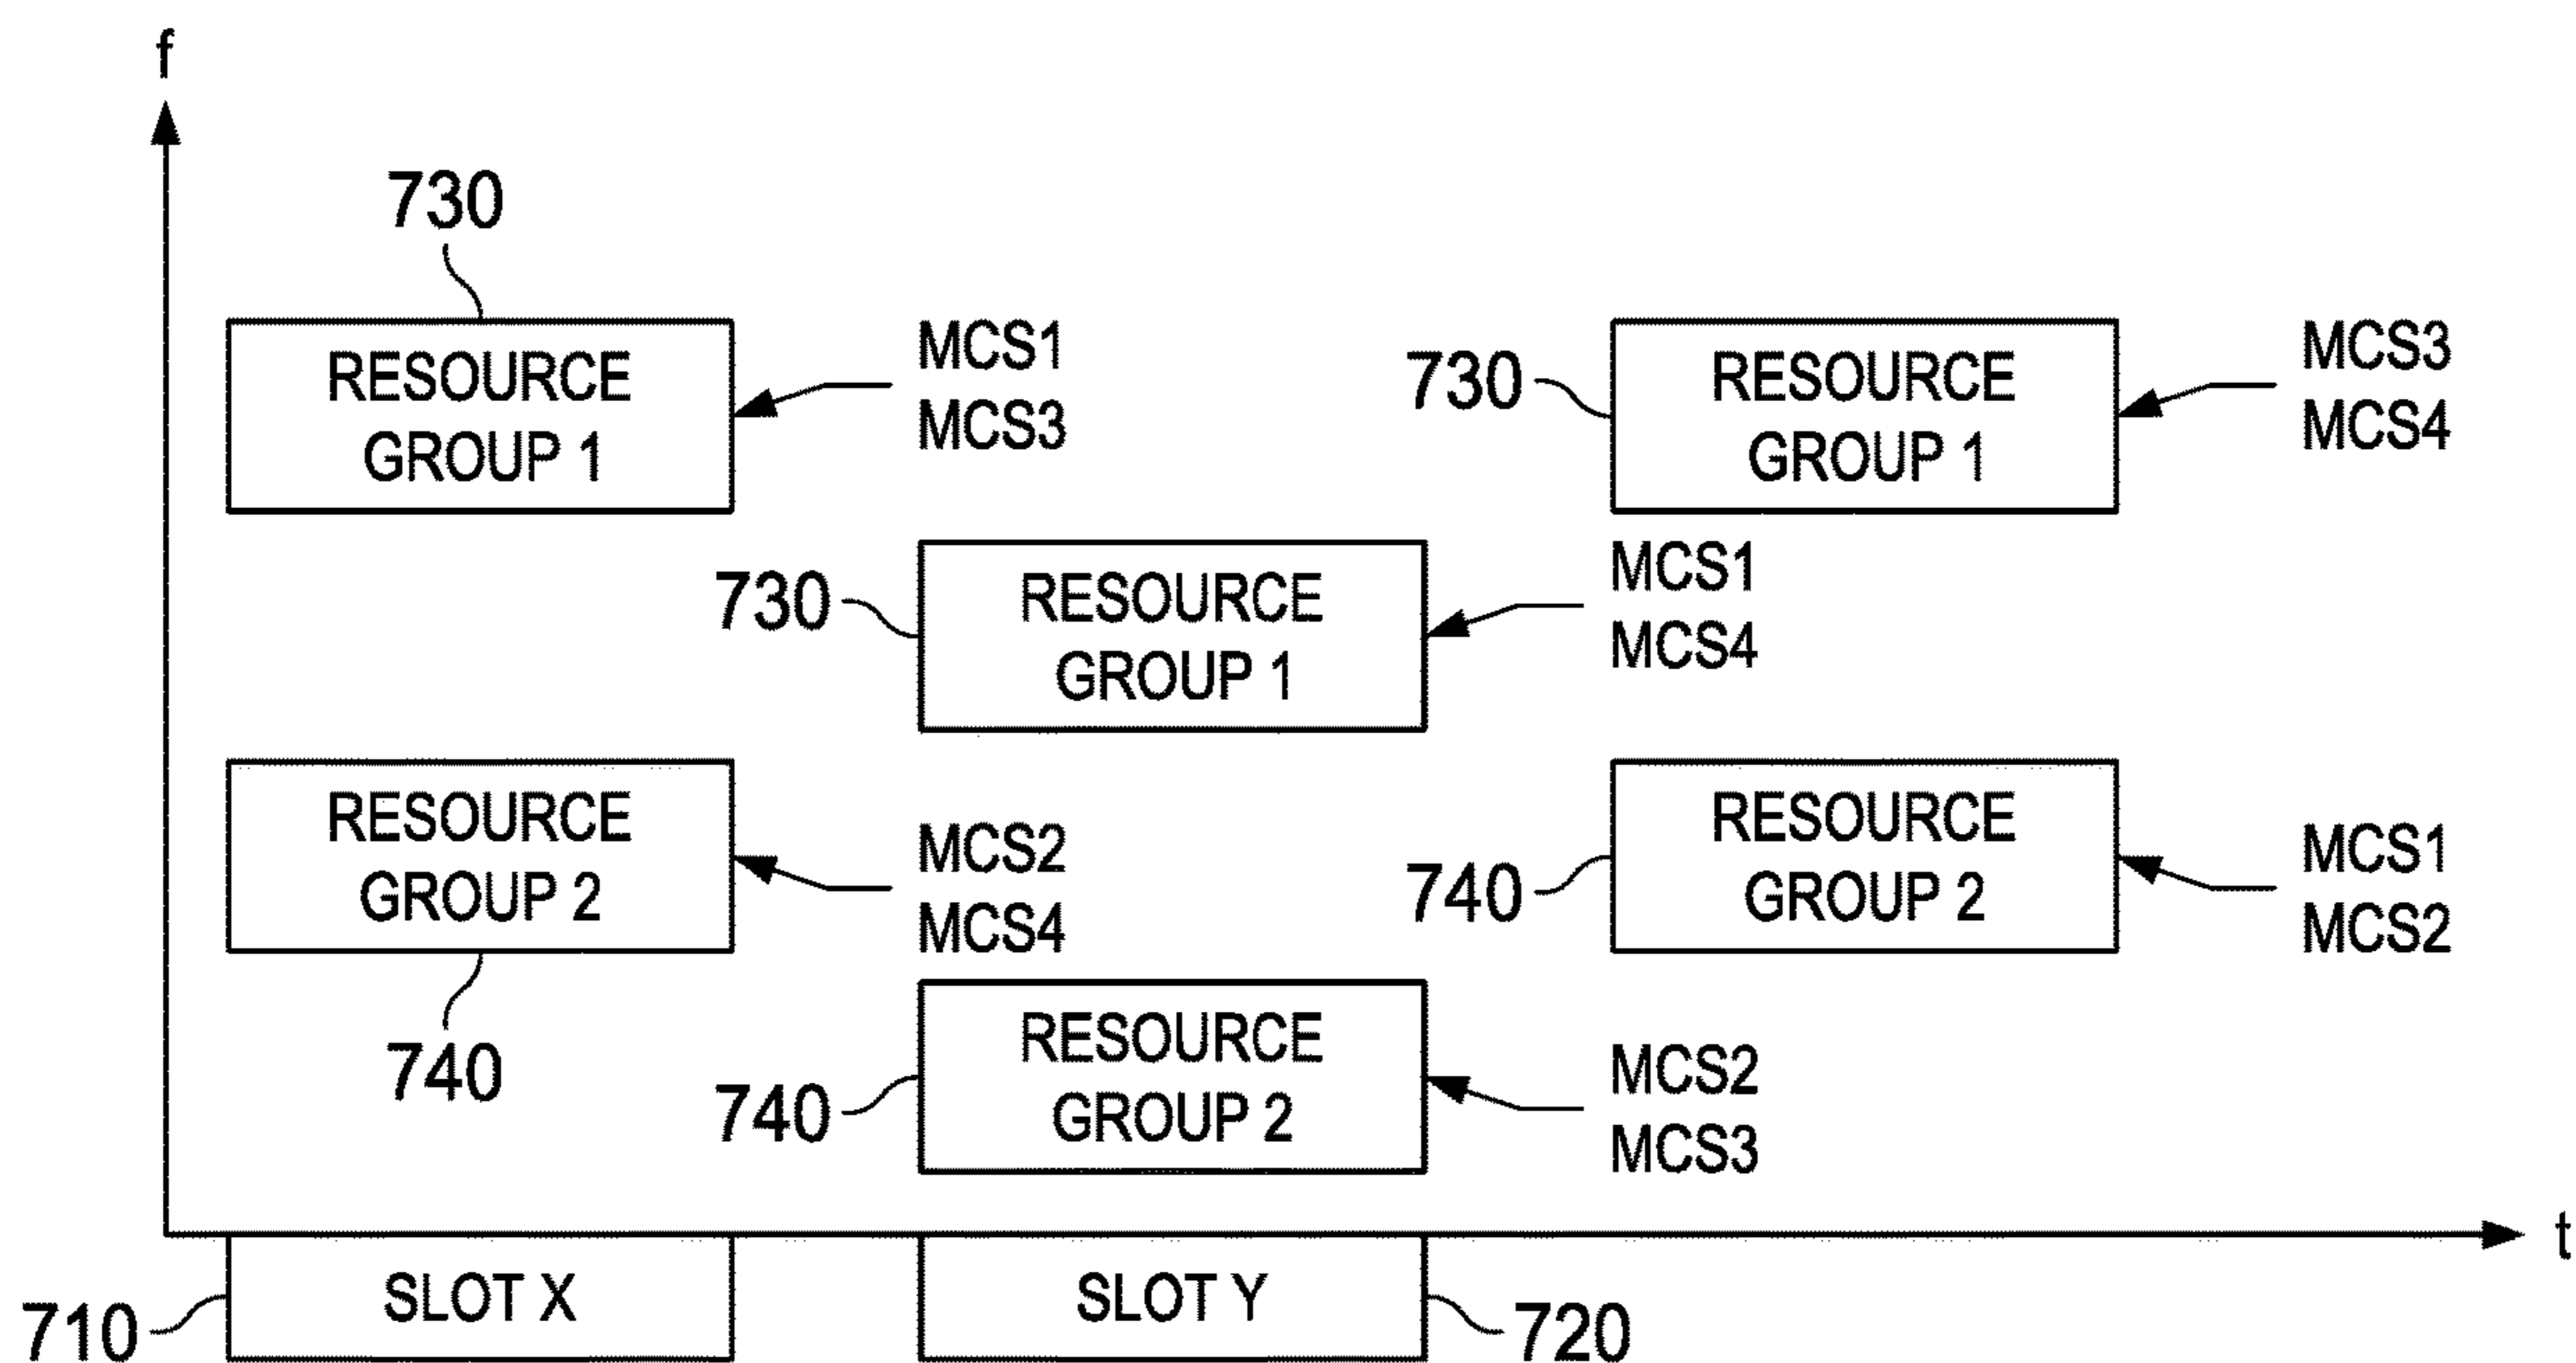 f
730
RESOURCE
GROUP 1
MCS1
MCS3
730
RESOURCE
GROUP 1
MCS3
MCS4
730
RESOURCE
GROUP 1
MCS1
MCS4
RESOURCE
GROUP 2
740
MCS2
MCS4
740
RESOURCE
GROUP 2
MCS1
MCS2
740
RESOURCE
GROUP 2
MCS2
MCS3
t
710
SLOT X
SLOT Y
720